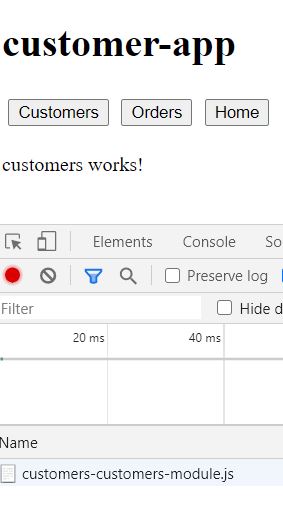 customer-app
Customers Orders Home
customers works!
Elements Console So
Preserve log
Filter Hide d
20 ms 40 ms
Name
customers-customers-module.js